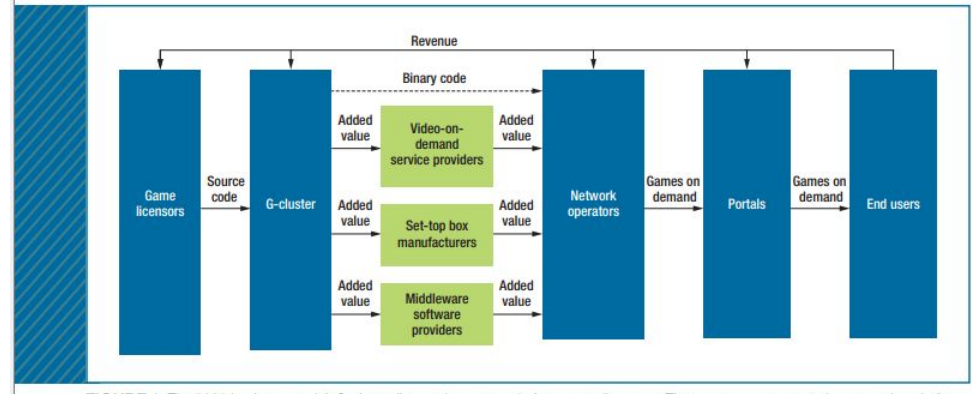 Revenue
Binary code
Game
licensors
Source
code
G-cluster
Added
value
Video-on-
demand
service providers
Added
value
Added
value
Set-top box
manufacturers
Added
value
Added
value
Middleware
software
providers
Added
value
Network
operators
Games on
demand
Portals
Games on
demand
End users